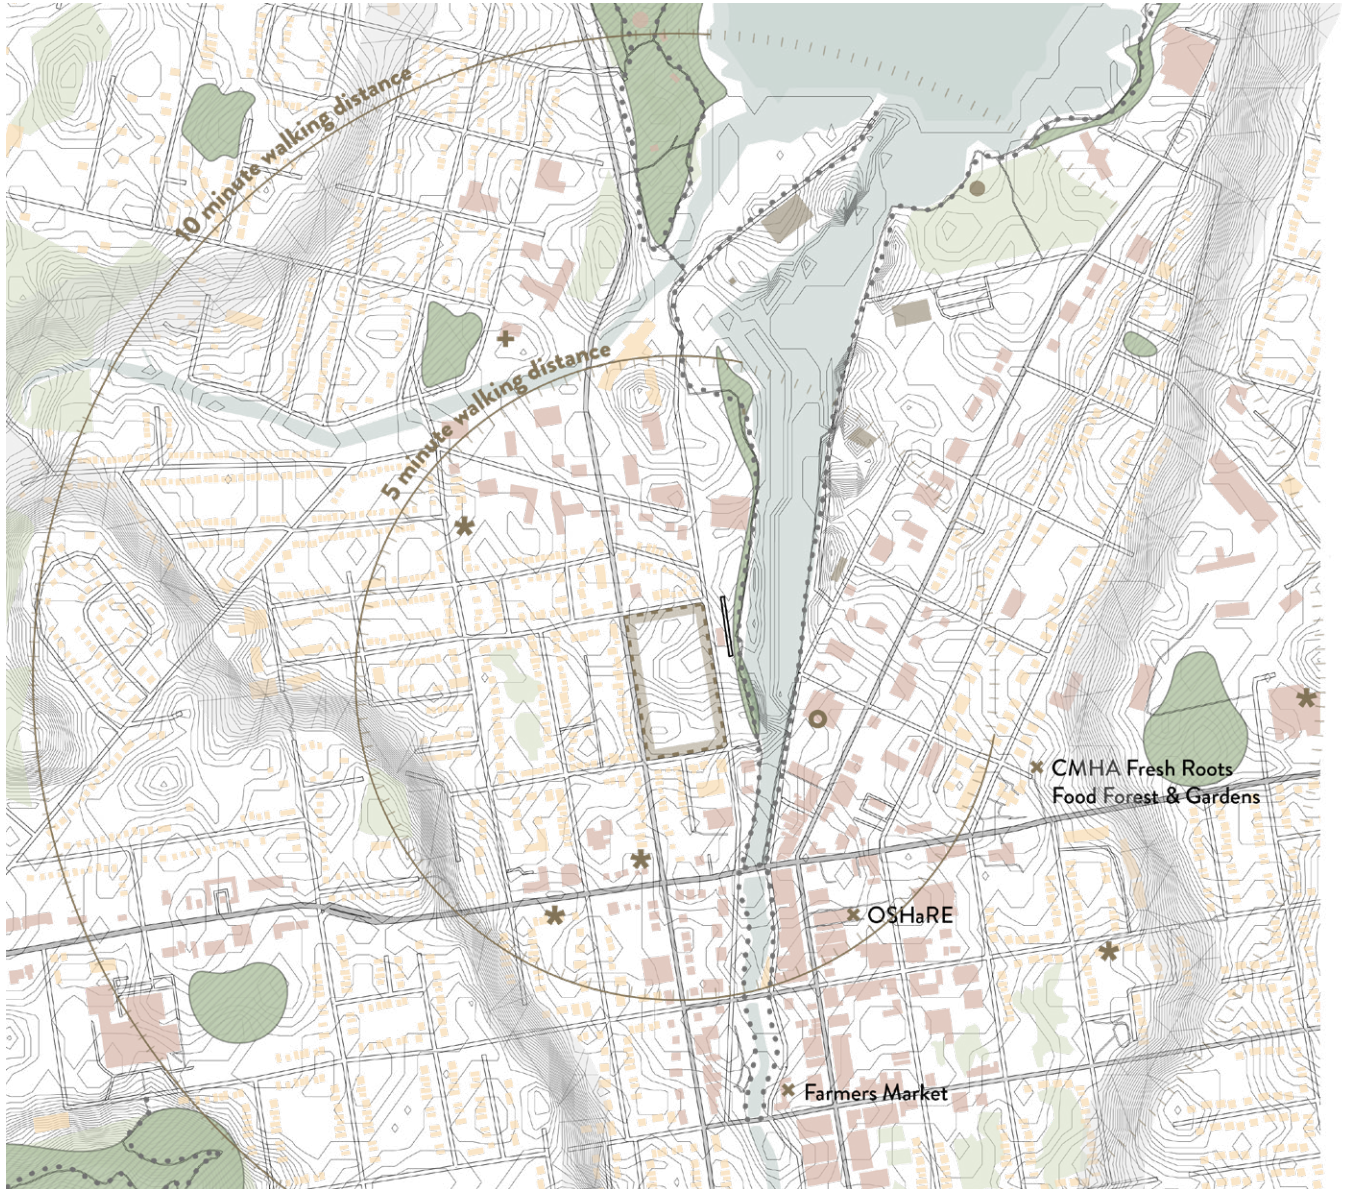 10 minute walking distance
5 minute walking distance
CMHA Fresh Roots
Food Forest & Gardens
OSHaRE
Farmers Market